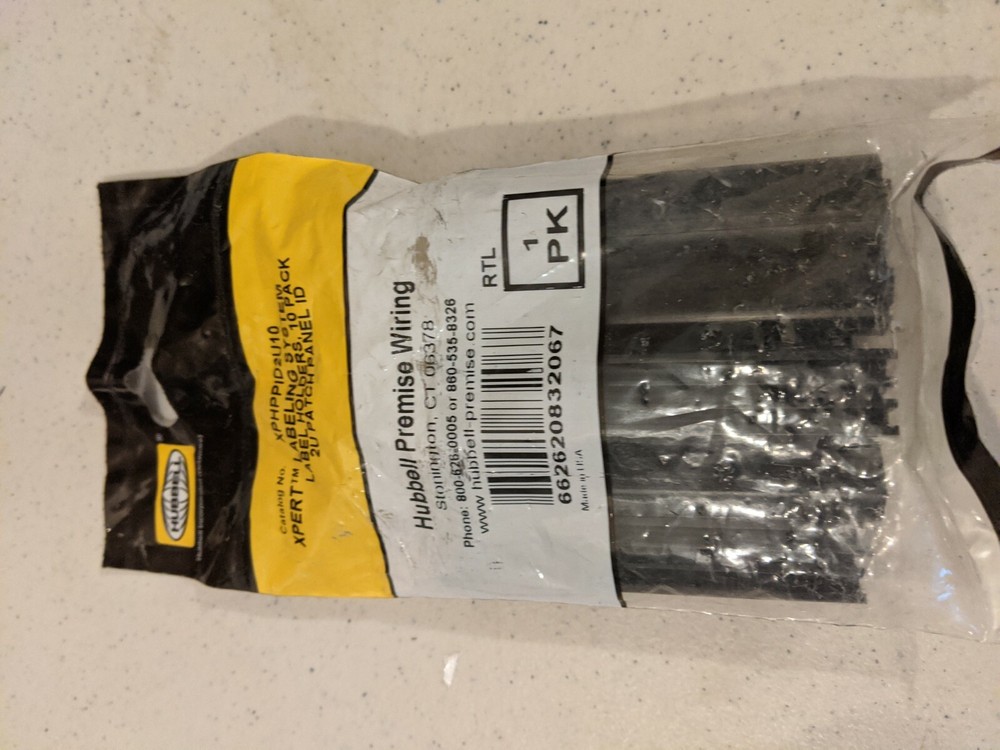 HUBBELL
Catalog No. XPHPPID2U10
XPERT™ LABELING SYSTEM
LABEL HOLDERS, 10 PACK
2U PATCH PANEL ID
Hubbell Premise Wiring
Stonington, CT 06378
Phone: 800-626-0005 or 860-535-8326
www.hubbell-premise.com
RTL
1
PK
662620832067
Made in USA